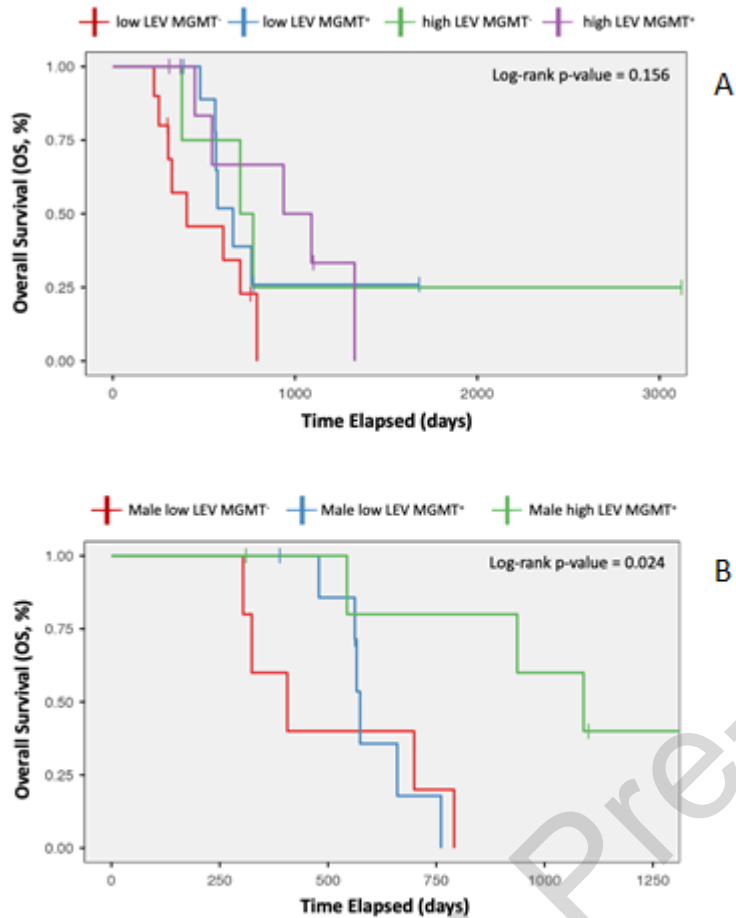 low LEV MGMT⁻ low LEV MGMT⁺ high LEV MGMT⁻ high LEV MGMT⁺
Log-rank p-value = 0.156
A
Overall Survival (OS, %)
1.00
0.75
0.50
0.25
0.00
0 1000 2000 3000
Time Elapsed (days)
Male low LEV MGMT⁻ Male low LEV MGMT⁺ Male high LEV MGMT⁺
Log-rank p-value = 0.024
B
Overall Survival (OS, %)
1.00
0.75
0.50
0.25
0.00
0 250 500 750 1000 1250
Time Elapsed (days)
Pre